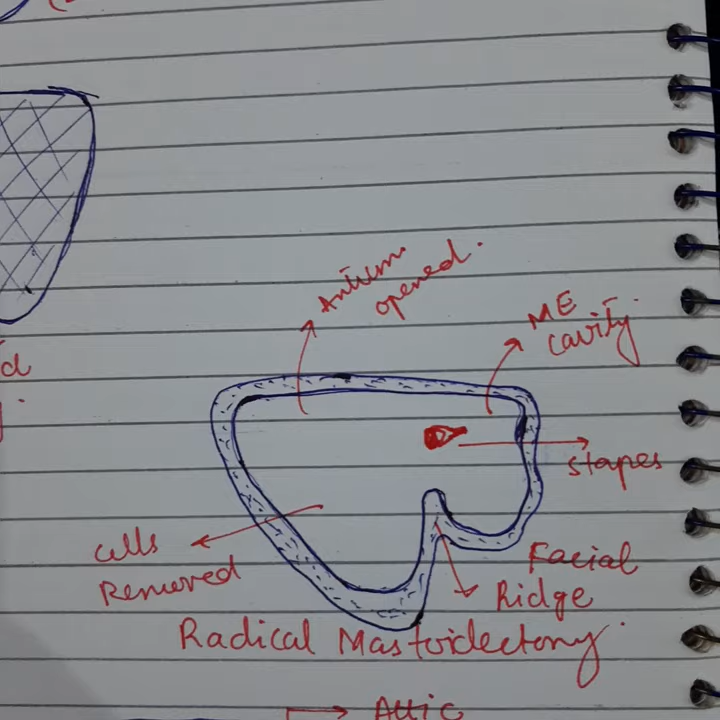 Antrum
opened.
ME
cavity.
stapes
d
Cells
Removed
Facial
Ridge
Radical Mastoidectomy.
Attic